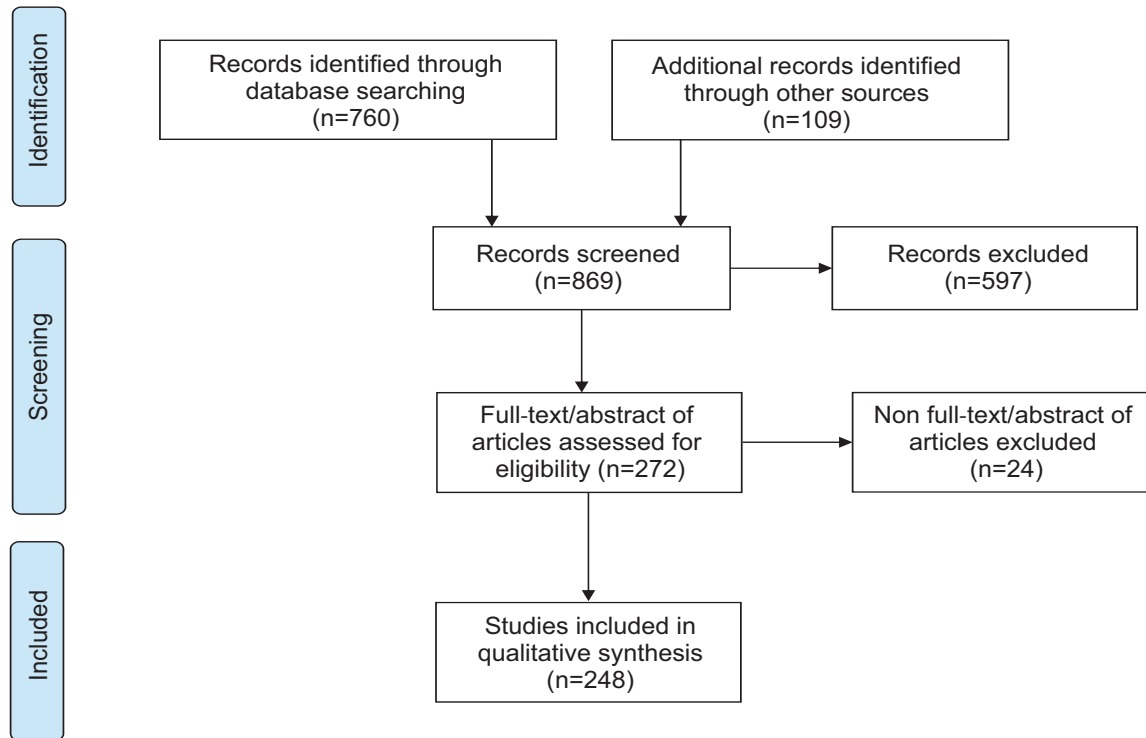 Identification
Records identified through
database searching
(n=760)
Additional records identified
through other sources
(n=109)
Screening
Records screened
(n=869)
Records excluded
(n=597)
Full-text/abstract of
articles assessed for
eligibility (n=272)
Non full-text/abstract of
articles excluded
(n=24)
Included
Studies included in
qualitative synthesis
(n=248)